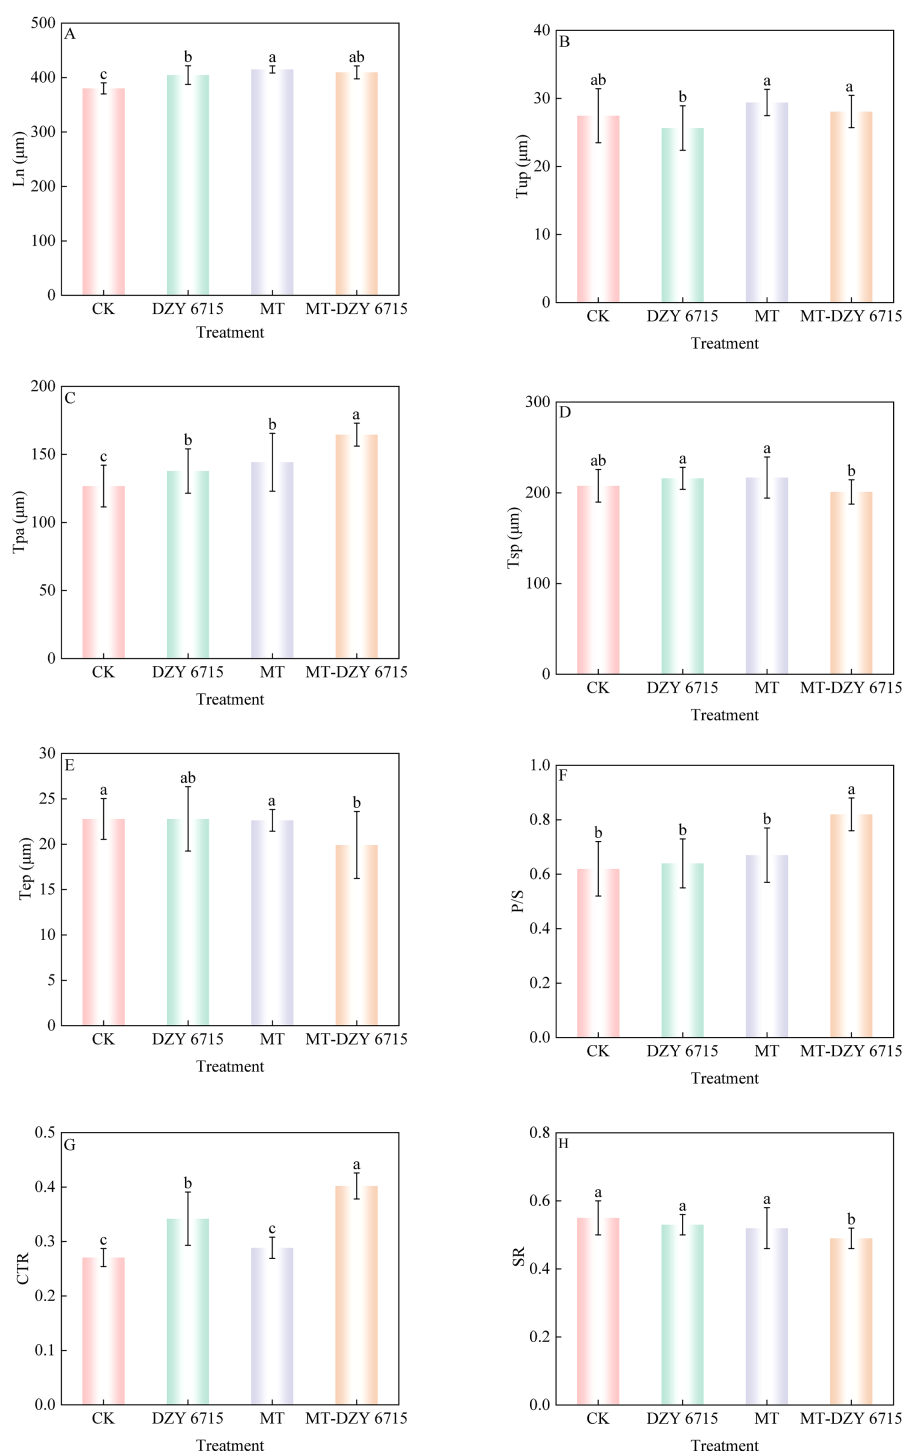 A
Ln (μm)
500
400
300
200
100
0
c
b
a
ab
CK
DZY 6715
MT
MT-DZY 6715
Treatment
B
Tup (μm)
40
30
20
10
0
ab
b
a
a
CK
DZY 6715
MT
MT-DZY 6715
Treatment
C
Tpa (μm)
200
150
100
50
0
c
b
b
a
CK
DZY 6715
MT
MT-DZY 6715
Treatment
D
Tsp (μm)
300
200
100
0
ab
a
a
b
CK
DZY 6715
MT
MT-DZY 6715
Treatment
E
Tep (μm)
30
25
20
15
10
5
0
a
ab
a
b
CK
DZY 6715
MT
MT-DZY 6715
Treatment
F
P/S
1.0
0.8
0.6
0.4
0.2
0.0
b
b
b
a
CK
DZY 6715
MT
MT-DZY 6715
Treatment
G
CTR
0.5
0.4
0.3
0.2
0.1
0.0
c
b
c
a
CK
DZY 6715
MT
MT-DZY 6715
Treatment
H
SR
0.8
0.6
0.4
0.2
0.0
a
a
a
b
CK
DZY 6715
MT
MT-DZY 6715
Treatment